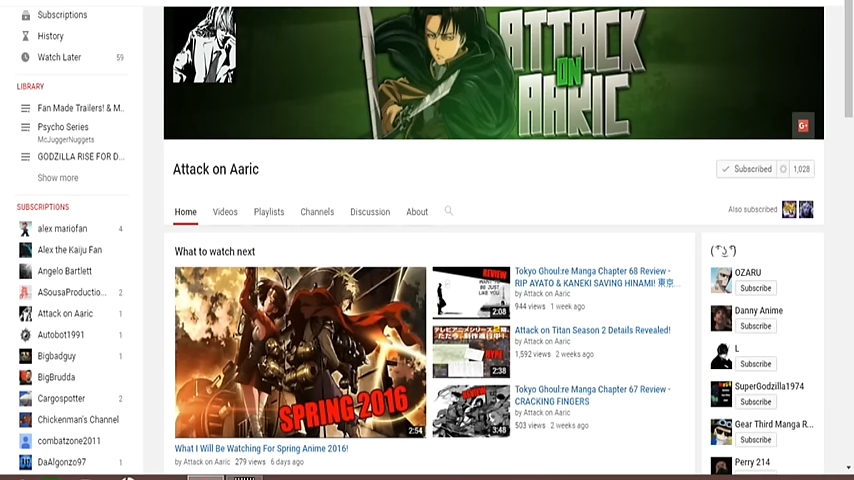 Subscriptions
History
Watch Later 59
LIBRARY
Fan Made Trailers! & M..
Psycho Series
McJuggerNuggets
GODZILLA RISE FOR D...
Show more
SUBSCRIPTIONS
alex mariofan 4
Alex the Kaiju Fan
Angelo Bartlett
ASousaProductio... 2
Attack on Aaric 1
Autobot1991 1
Bigbadguy 1
BigBrudda
Cargospotter 2
Chickenman's Channel
combatzone2011
DaAlgonzo97 1
ATTACK
ON
AARIC
G+
Attack on Aaric
Subscribed 1,028
Home Videos Playlists Channels Discussion About
Also subscribed
What to watch next
SPRING 2016
2:54
What I Will Be Watching For Spring Anime 2016!
by Attack on Aaric 279 views 6 days ago
REVIEW
2:08
Tokyo Ghoul:re Manga Chapter 68 Review -
RIP AYATO & KANEKI SAVING HINAMI! 東京...
by Attack on Aaric
944 views 1 week ago
HYPE
2:38
Attack on Titan Season 2 Details Revealed!
by Attack on Aaric
1,592 views 2 weeks ago
REVIEW
3:48
Tokyo Ghoul:re Manga Chapter 67 Review -
CRACKING FINGERS
by Attack on Aaric
503 views 2 weeks ago
( ͡° ͜ʖ ͡°)
OZARU
Subscribe
Danny Anime
Subscribe
L
Subscribe
SuperGodzilla1974
Subscribe
Gear Third Manga R...
Subscribe
Perry 214